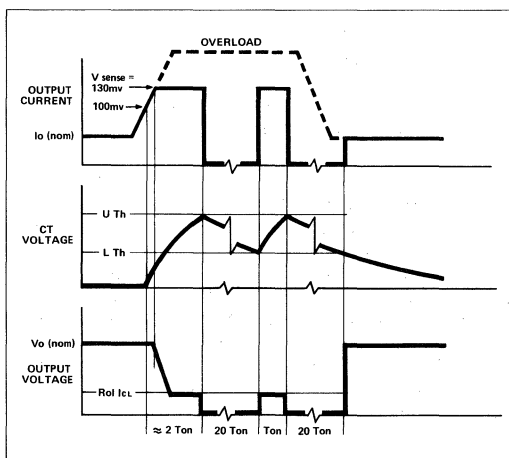 OVERLOAD
V sense =
130mv
OUTPUT
CURRENT
100mv
Io (nom)
U Th
CT
VOLTAGE
L Th
Vo (nom)
OUTPUT
VOLTAGE
Rol ICL
≈ 2 Ton
20 Ton
Ton
20 Ton